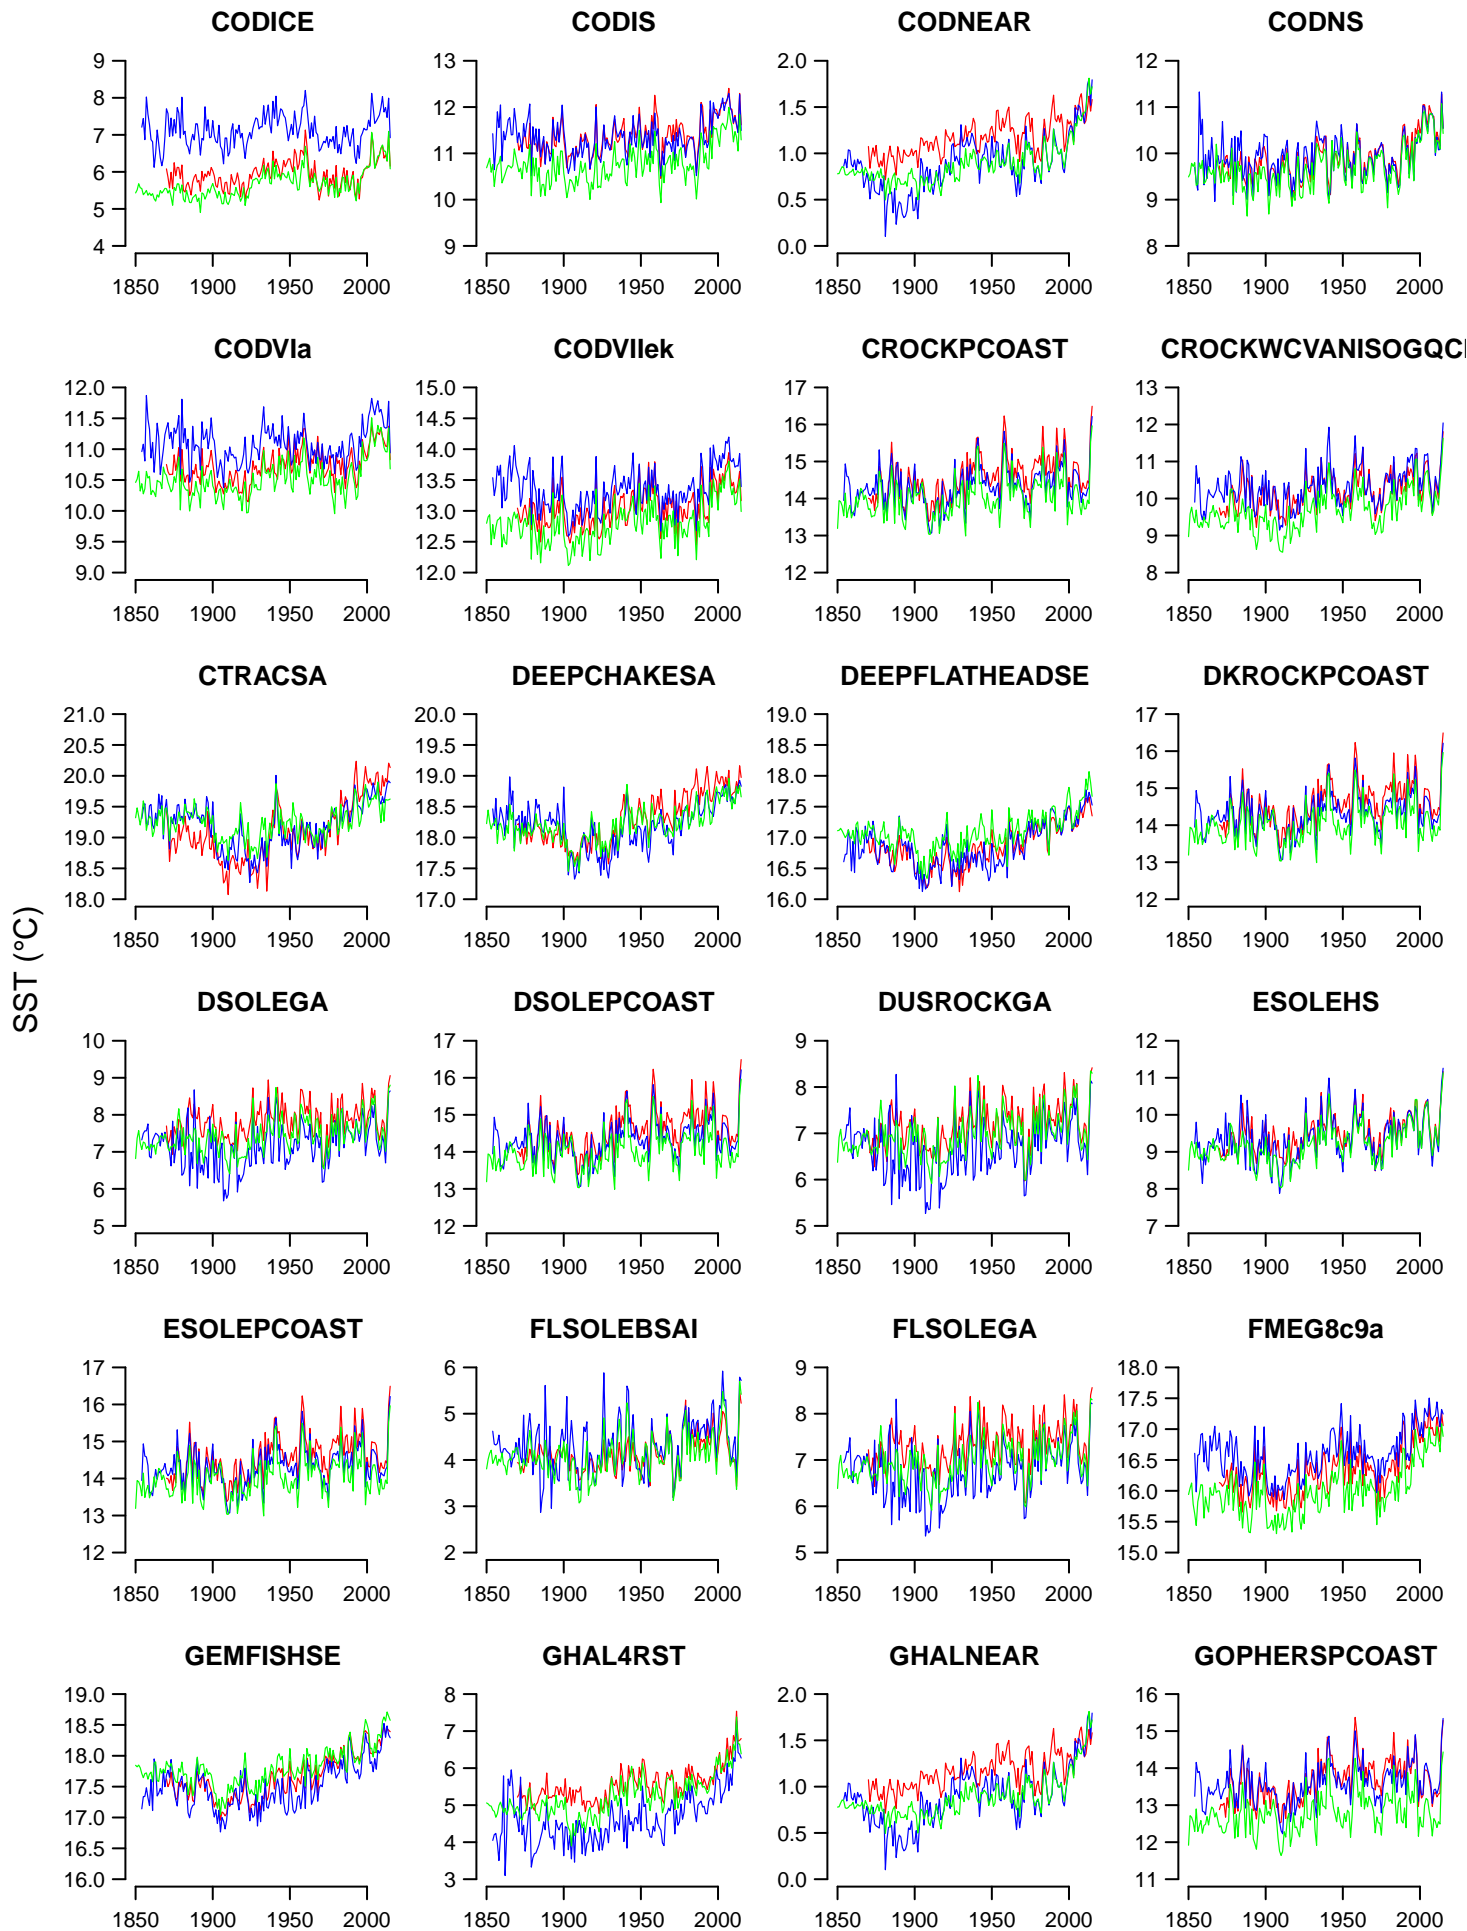 CODICE CODIS CODNEAR CODNS
9 13 2.0 12
8 12 1.5 11
7 11 1.0 10
6 10 0.5 9
5 9 0.0 8
4
1850 1900 1950 2000 1850 1900 1950 2000 1850 1900 1950 2000 1850 1900 1950 2000
CODVIa CODVIIek CROCKPCOAST CROCKWCVANISOGQC
12.0 15.0 17 13
11.5 14.5 16 12
11.0 14.0 15 11
10.5 13.5 14 10
10.0 13.0 13 9
9.5 12.5 12 8
9.0 12.0
1850 1900 1950 2000 1850 1900 1950 2000 1850 1900 1950 2000 1850 1900 1950 2000
CTRACSA DEEPCHAKESA DEEPFLATHEADSE DKROCKPCOAST
21.0 20.0 19.0 17
20.5 19.5 18.5 16
20.0 19.0 18.0 15
19.5 18.5 17.5 14
19.0 18.0 17.0 13
18.5 17.5 16.5 12
18.0 17.0 16.0
1850 1900 1950 2000 1850 1900 1950 2000 1850 1900 1950 2000 1850 1900 1950 2000
SST (°C)
DSOLEGA DSOLEPCOAST DUSROCKGA ESOLEHS
10 17 9 12
9 16 8 11
8 15 7 10
7 14 6 9
6 13 5 8
5 12 7
1850 1900 1950 2000 1850 1900 1950 2000 1850 1900 1950 2000 1850 1900 1950 2000
ESOLEPCOAST FLSOLEBSAI FLSOLEGA FMEG8c9a
17 6 9 18.0
16 5 8 17.5
15 4 7 17.0
14 3 6 16.5
13 2 5 16.0
12 15.5
15.0
1850 1900 1950 2000 1850 1900 1950 2000 1850 1900 1950 2000 1850 1900 1950 2000
GEMFISHSE GHAL4RST GHALNEAR GOPHERSPCOAST
19.0 8 2.0 16
18.5 7 1.5 15
18.0 6 1.0 14
17.5 5 0.5 13
17.0 4 0.0 12
16.5 3 11
16.0
1850 1900 1950 2000 1850 1900 1950 2000 1850 1900 1950 2000 1850 1900 1950 2000